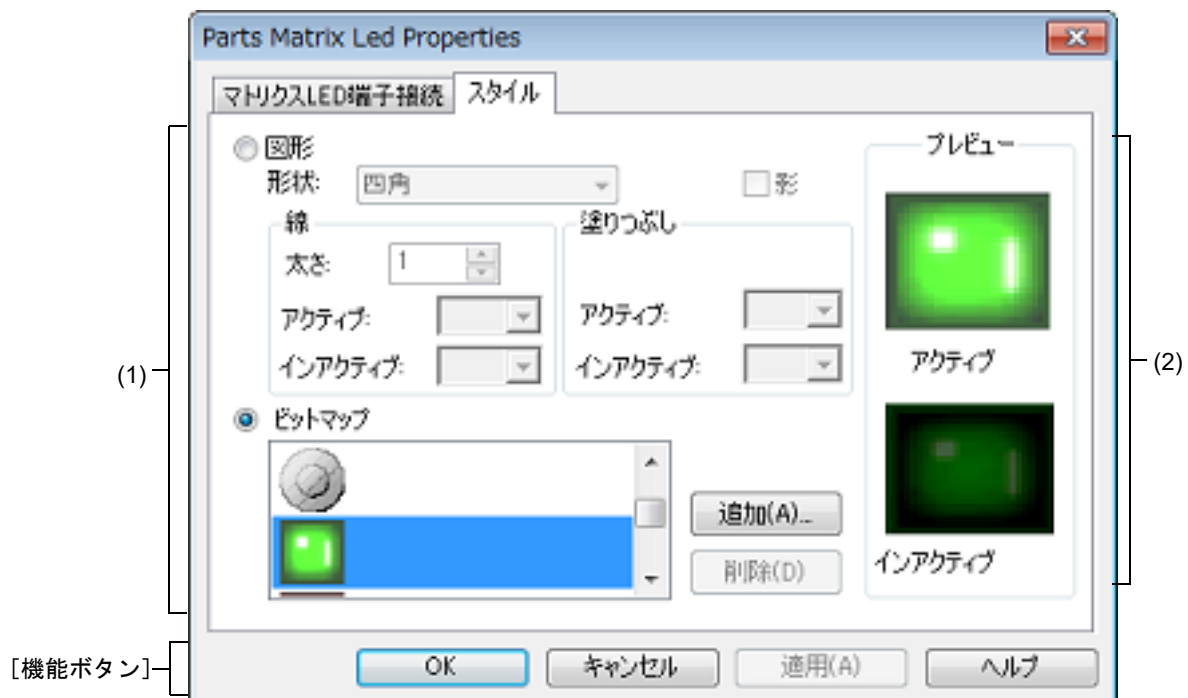 Parts Matrix Led Properties
マトリクスLED端子接続 スタイル
図形
形状: 四角 影
線
太さ: 1
アクティブ:
インアクティブ:
塗りつぶし
アクティブ:
インアクティブ:
ビットマップ
追加(A)...
削除(D)
プレビュー
アクティブ
インアクティブ
(1)
(2)
[機能ボタン]
OK キャンセル 適用(A) ヘルプ